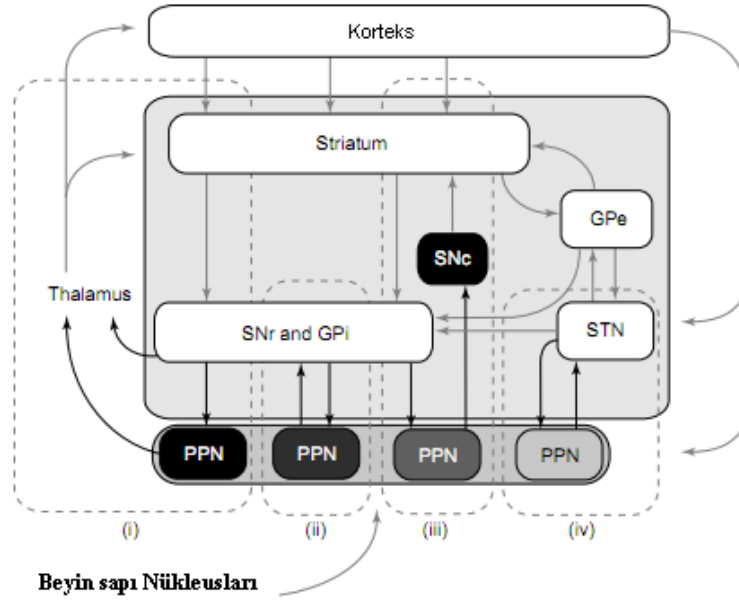 Korteks
Striatum
GPe
SNc
Thalamus
SNr and GPi
STN
PPN PPN PPN PPN
(i) (ii) (iii) (iv)
Beyin sapı Nükleusları